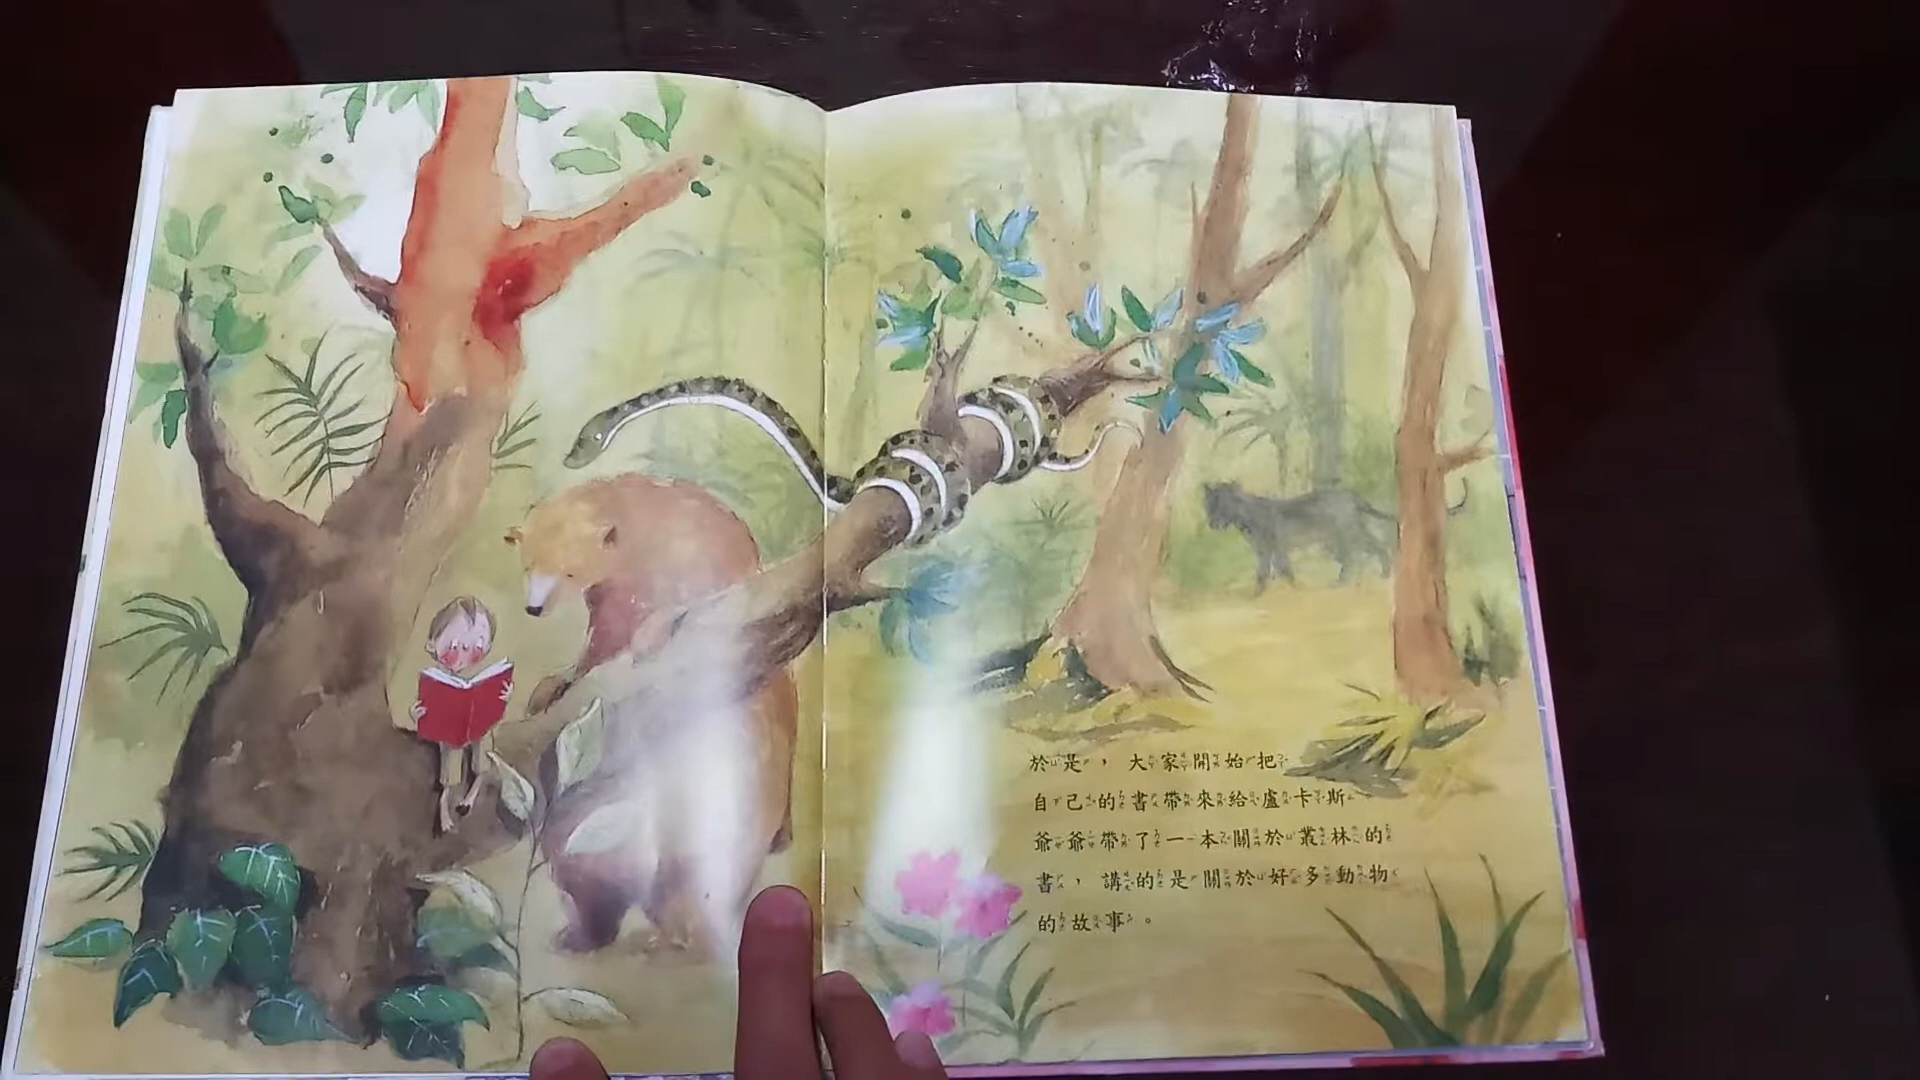 於是，大家開始把
自己的書帶來給盧卡斯
爺爺帶了一本關於叢林的
書，講的是關於好多動物
的故事。